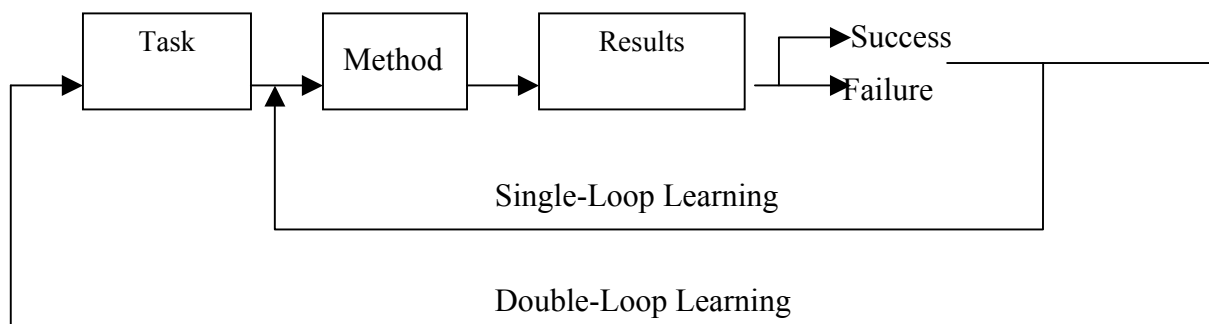 Task
Method
Results
Success
Failure
Single-Loop Learning
Double-Loop Learning